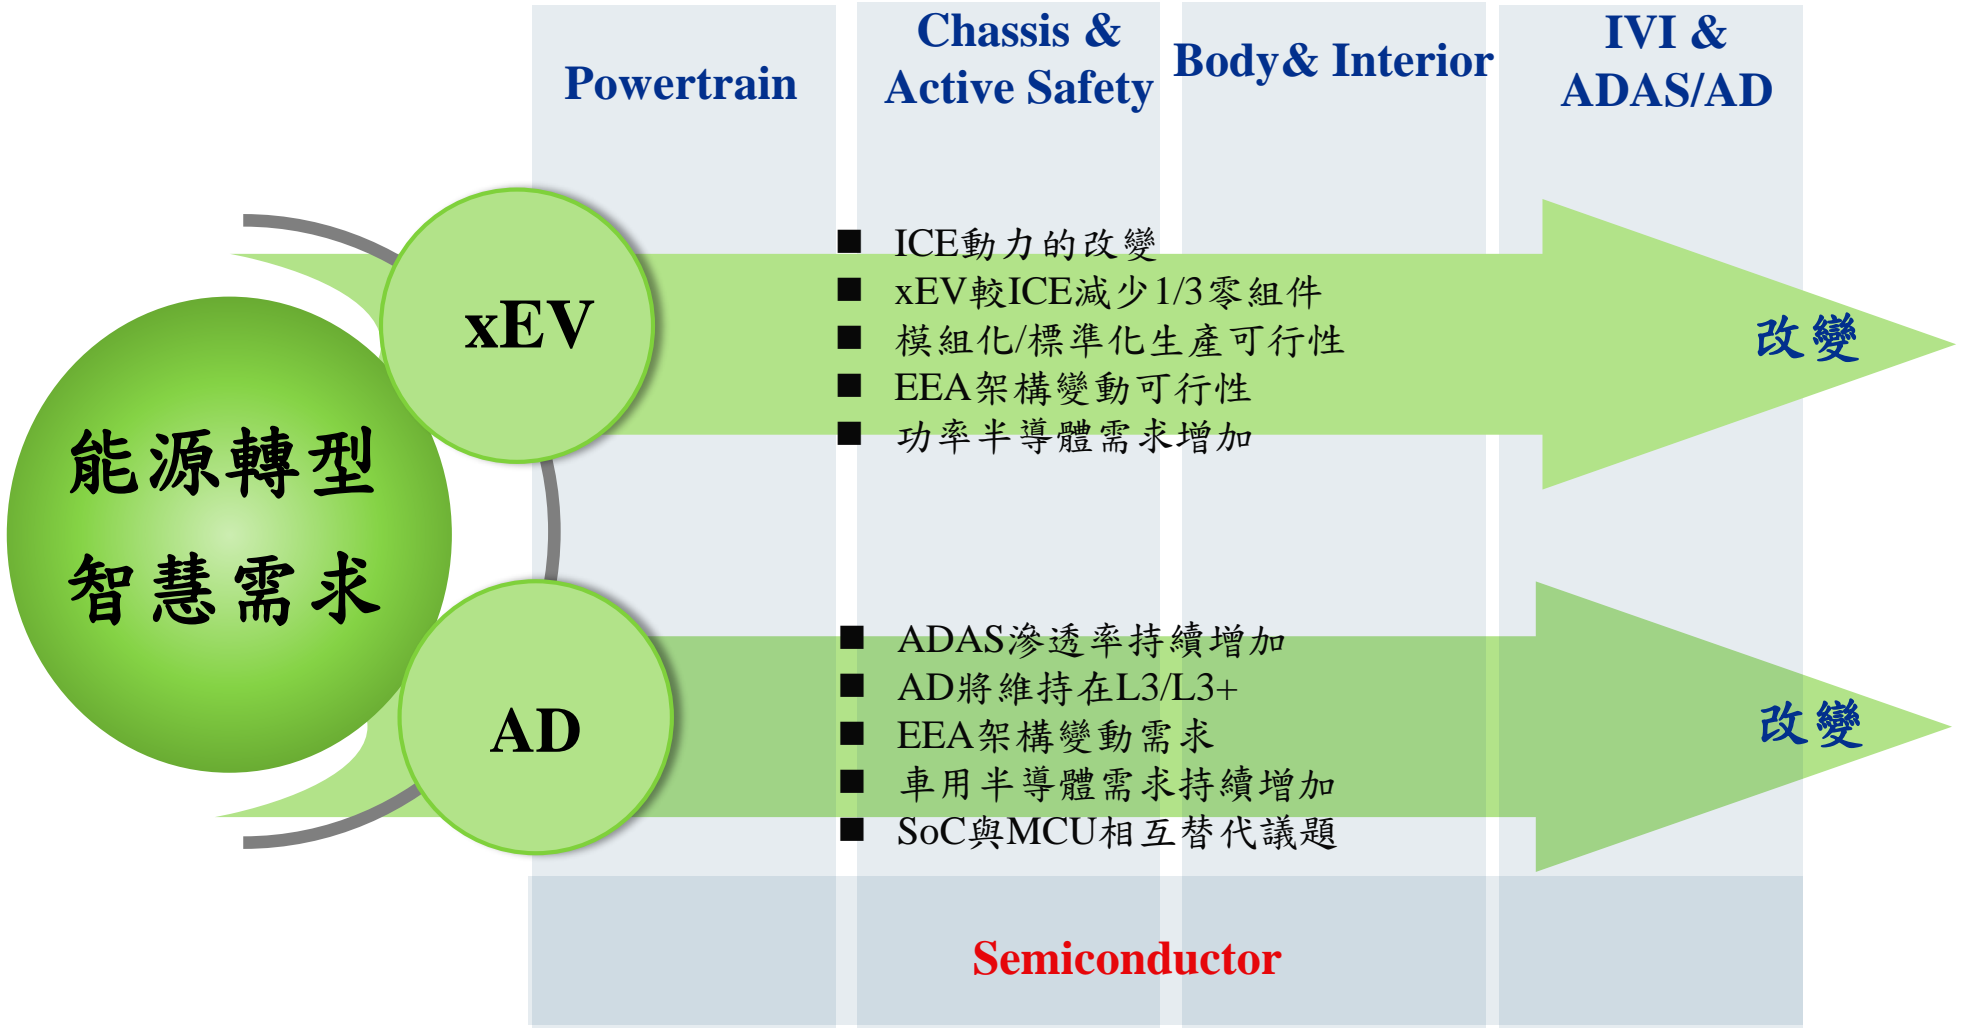 Powertrain
Chassis &
Active Safety
Body& Interior
IVI &
ADAS/AD
能源轉型
智慧需求
xEV
■ ICE動力的改變
■ xEV較ICE減少1/3零組件
■ 模組化/標準化生產可行性
■ EEA架構變動可行性
■ 功率半導體需求增加
改變
AD
■ ADAS滲透率持續增加
■ AD將維持在L3/L3+
■ EEA架構變動需求
■ 車用半導體需求持續增加
■ SoC與MCU相互替代議題
改變
Semiconductor